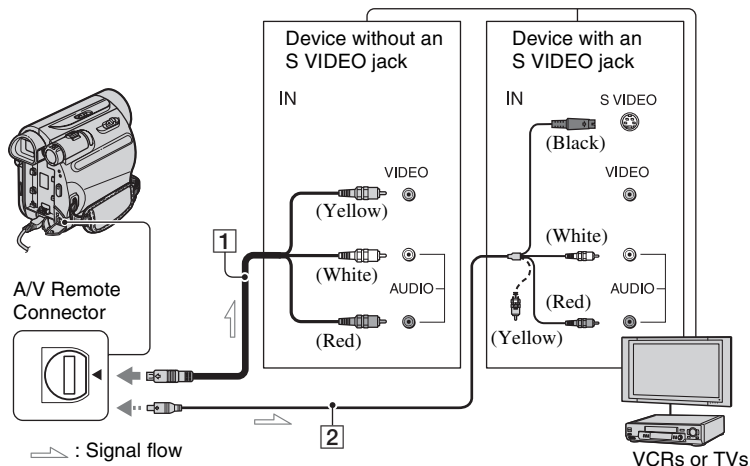 Device without an
S VIDEO jack
IN
VIDEO
(Yellow)
(White)
AUDIO
(Red)
Device with an
S VIDEO jack
IN
S VIDEO
(Black)
VIDEO
(White)
AUDIO
(Red)
(Yellow)
1
A/V Remote
Connector
2
: Signal flow
VCRs or TVs